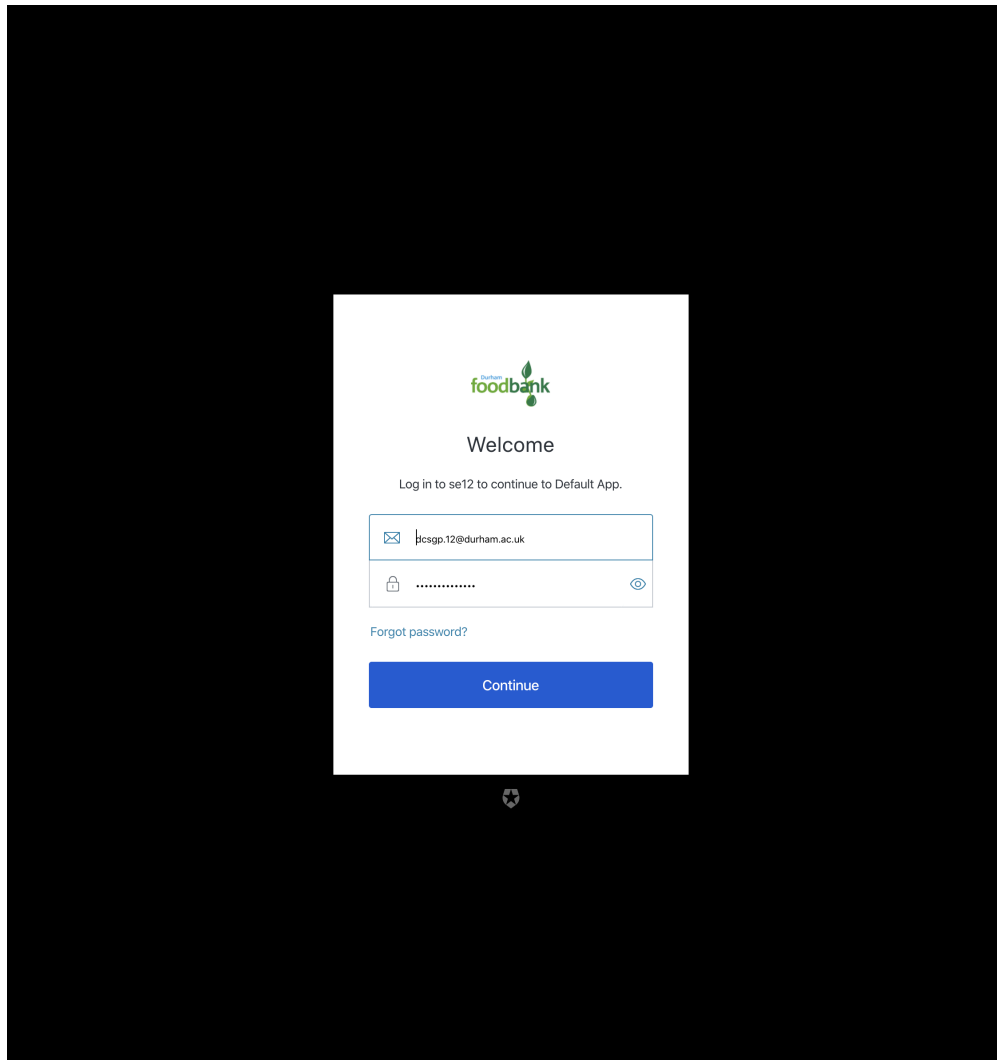 Durham
foodbank
Welcome
Log in to se12 to continue to Default App.
dcsgp.12@durham.ac.uk
••••••••••••••
Forgot password?
Continue